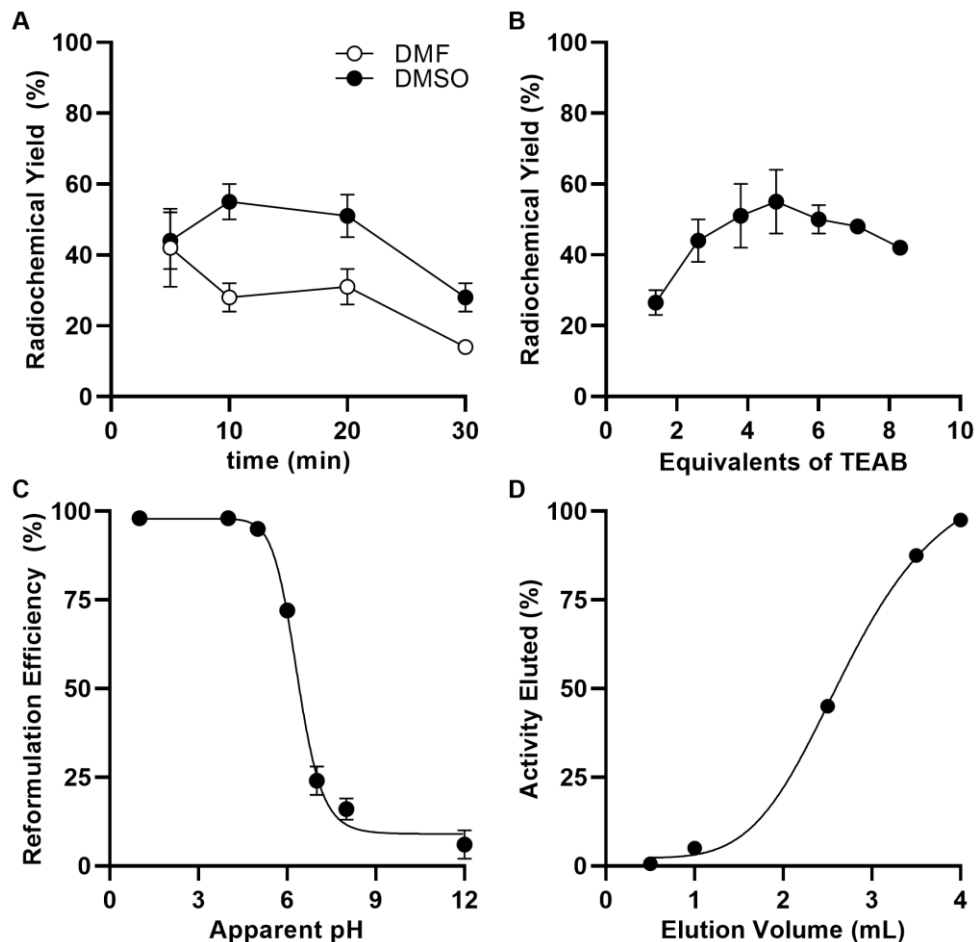 A
Radiochemical Yield (%)
100
80
60
40
20
0
DMF
DMSO
0 10 20 30
time (min)
B
Radiochemical Yield (%)
100
80
60
40
20
0
0 2 4 6 8 10
Equivalents of TEAB
C
Reformulation Efficiency (%)
100
75
50
25
0
0 3 6 9 12
Apparent pH
D
Activity Eluted (%)
100
75
50
25
0
0 1 2 3 4
Elution Volume (mL)